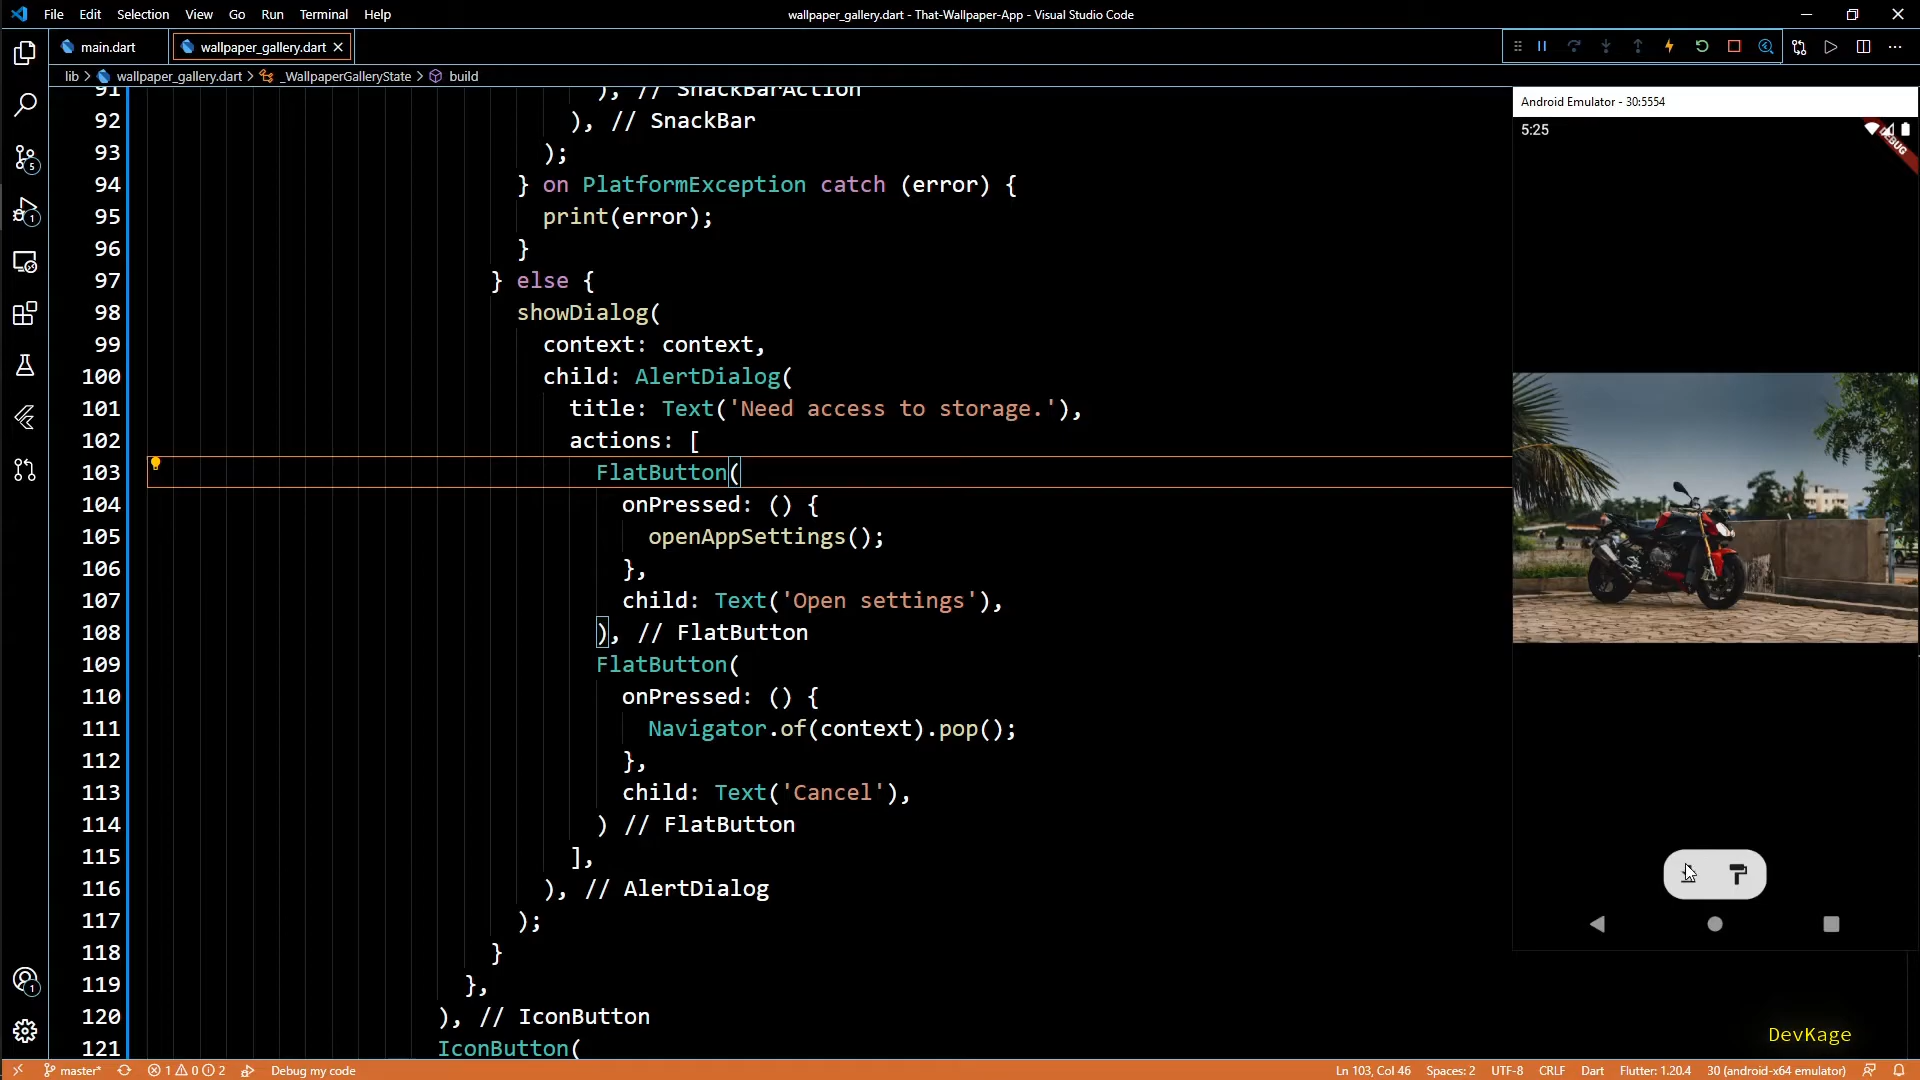 File Edit Selection View Go Run Terminal Help
wallpaper_gallery.dart - That-Wallpaper-App - Visual Studio Code
main.dart
wallpaper_gallery.dart
lib > wallpaper_gallery.dart > _WallpaperGalleryState > build
91 ), // SnackBarAction
92 ), // SnackBar
93 );
94 } on PlatformException catch (error) {
95 print(error);
96 }
97 } else {
98 showDialog(
99 context: context,
100 child: AlertDialog(
101 title: Text('Need access to storage.'),
102 actions: [
103 FlatButton(
104 onPressed: () {
105 openAppSettings();
106 },
107 child: Text('Open settings'),
108 ), // FlatButton
109 FlatButton(
110 onPressed: () {
111 Navigator.of(context).pop();
112 },
113 child: Text('Cancel'),
114 ) // FlatButton
115 ],
116 ), // AlertDialog
117 );
118 }
119 },
120 ), // IconButton
121 IconButton(
Android Emulator - 30:5554
5:25
DEBUG
5
1
1
DevKage
master* 1 0 2 Debug my code
Ln 103, Col 46 Spaces: 2 UTF-8 CRLF Dart Flutter: 1.20.4 30 (android-x64 emulator)